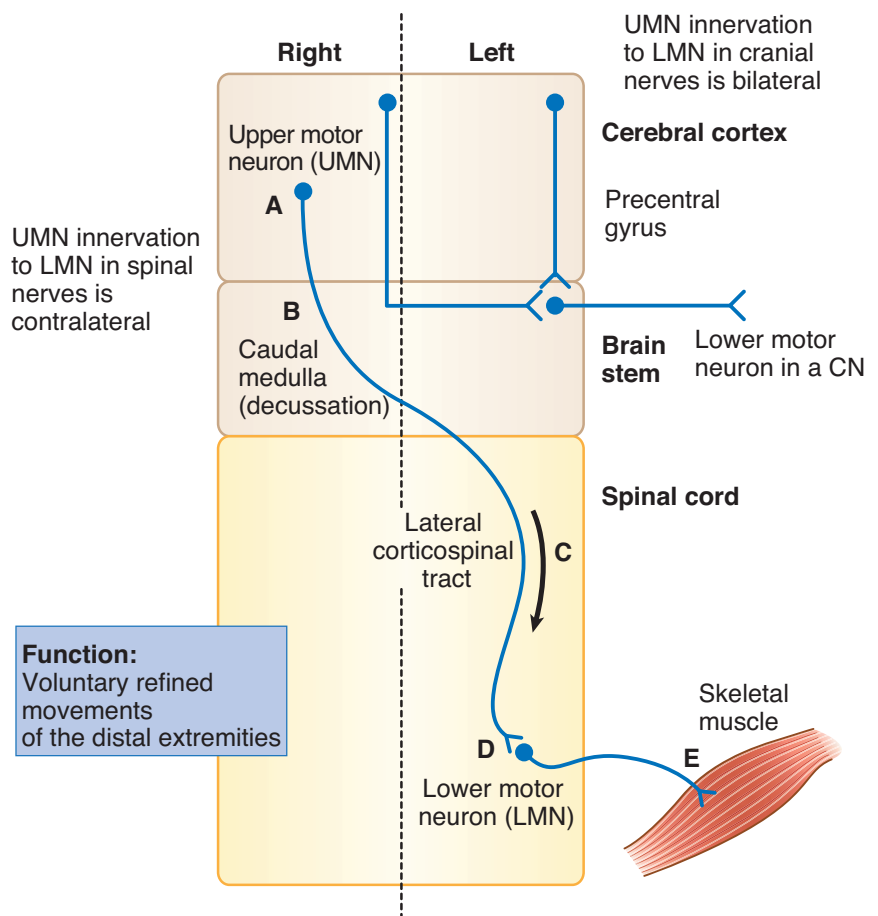 Right
Left
UMN innervation
to LMN in cranial
nerves is bilateral
Upper motor
neuron (UMN)
A
Cerebral cortex
Precentral
gyrus
UMN innervation
to LMN in spinal
nerves is
contralateral
B
Caudal
medulla
(decussation)
Brain
stem
Lower motor
neuron in a CN
Spinal cord
Lateral
corticospinal
tract
C
Function:
Voluntary refined
movements
of the distal extremities
Skeletal
muscle
D
E
Lower motor
neuron (LMN)